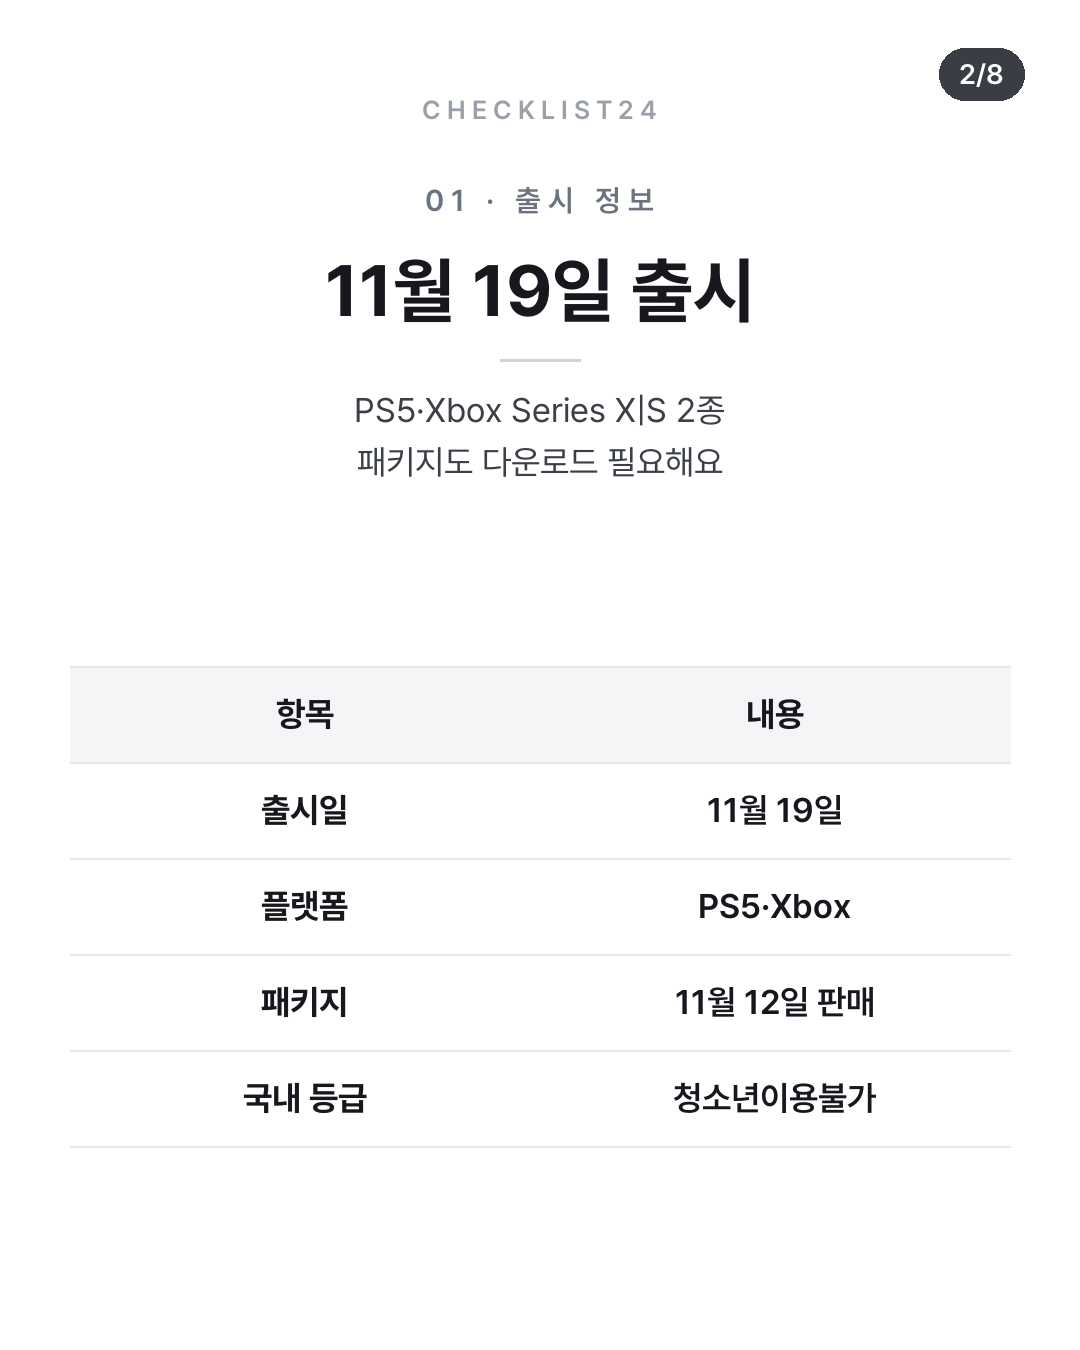 2/8
CHECKLIST24
01 · 출시 정보
11월 19일 출시
PS5·Xbox Series X|S 2종
패키지도 다운로드 필요해요
항목 내용
출시일 11월 19일
플랫폼 PS5·Xbox
패키지 11월 12일 판매
국내 등급 청소년이용불가